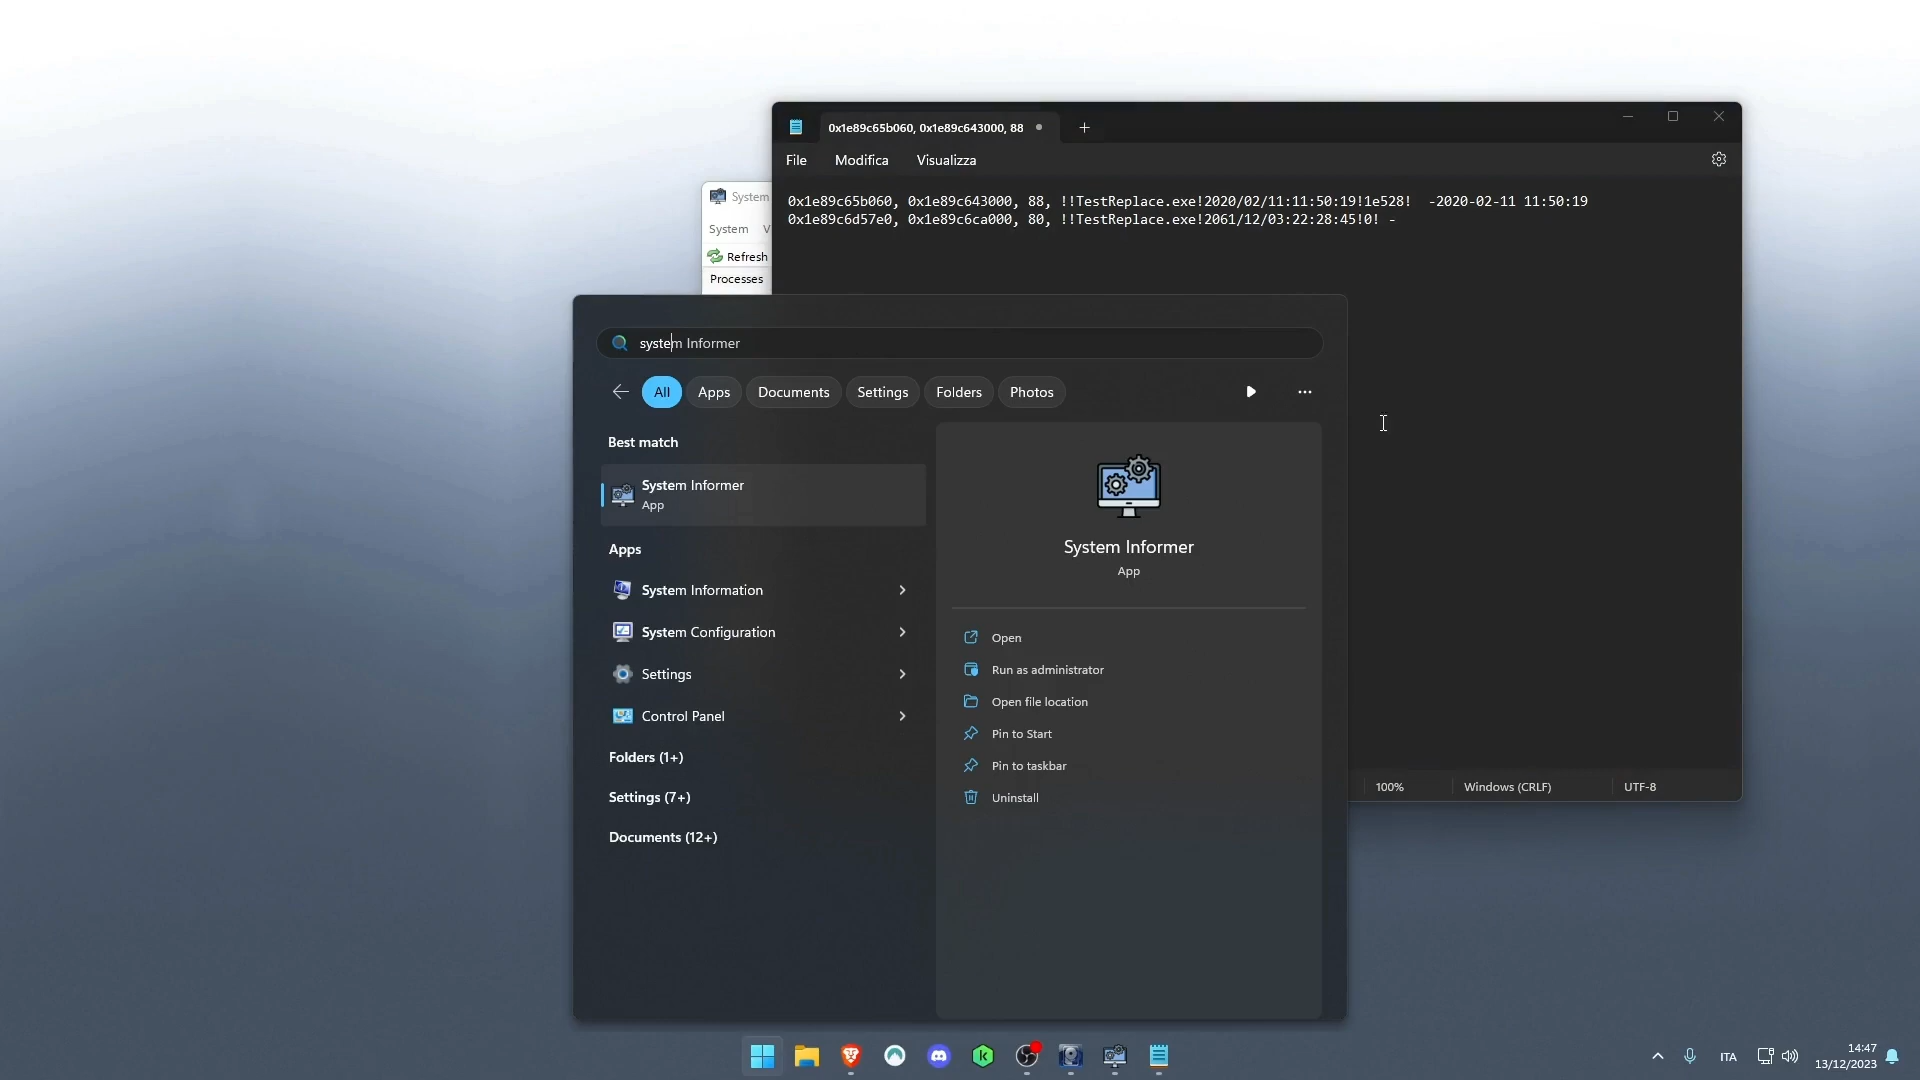 0x1e89c65b060, 0x1e89c643000, 88
File Modifica Visualizza
0x1e89c65b060, 0x1e89c643000, 88, !!TestReplace.exe!2020/02/11:11:50:19!1e528!  -2020-02-11 11:50:19
0x1e89c6d57e0, 0x1e89c6ca000, 80, !!TestReplace.exe!2061/12/03:22:28:45!0! -
System
System V
Refresh
Processes
system Informer
All Apps Documents Settings Folders Photos
Best match
System Informer
App
Apps
System Information
System Configuration
Settings
Control Panel
Folders (1+)
Settings (7+)
Documents (12+)
System Informer
App
Open
Run as administrator
Open file location
Pin to Start
Pin to taskbar
Uninstall
100% Windows (CRLF) UTF-8
ITA
14:47
13/12/2023